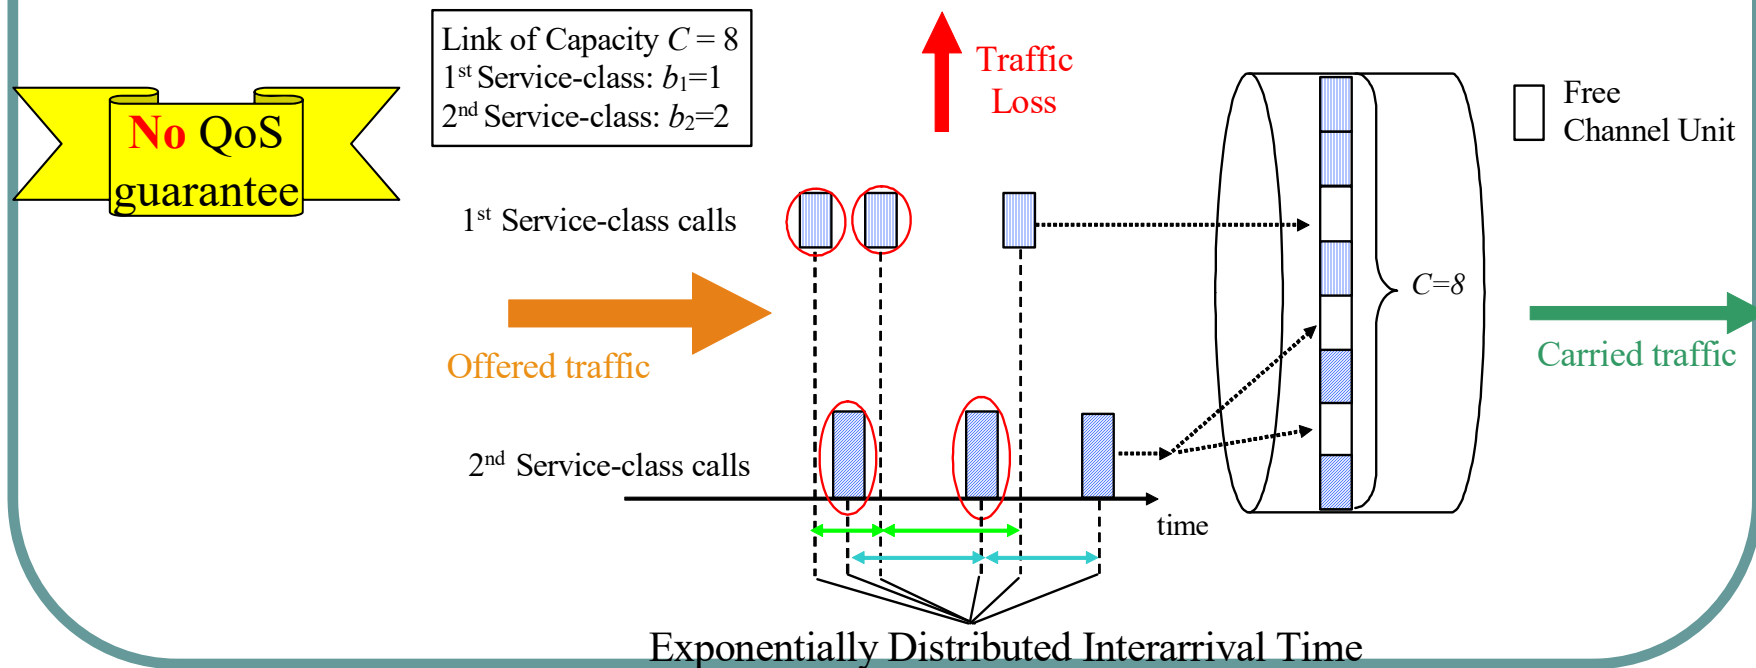 Link of Capacity C = 8
1st Service-class: b1=1
2nd Service-class: b2=2
No QoS
guarantee
Traffic
Loss
Free
Channel Unit
1st Service-class calls
C=8
Offered traffic
Carried traffic
2nd Service-class calls
time
Exponentially Distributed Interarrival Time